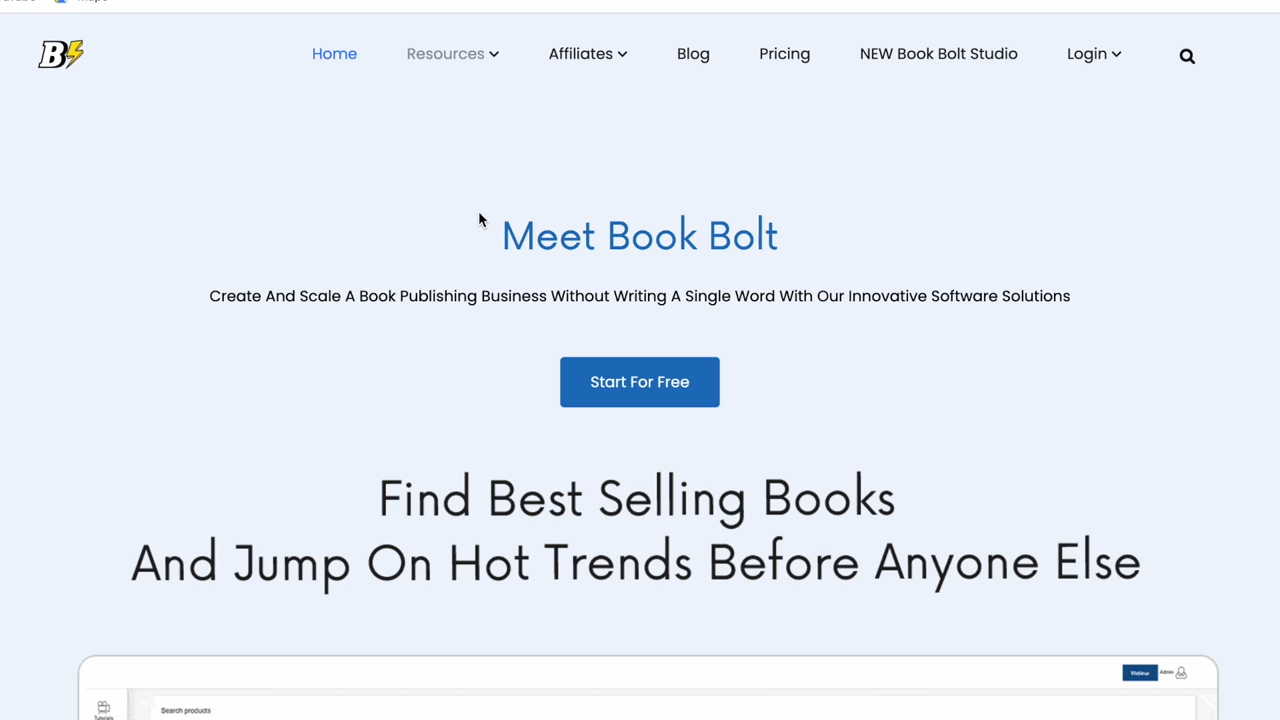 B
Home
Resources
Affiliates
Blog
Pricing
NEW Book Bolt Studio
Login
Meet Book Bolt
Create And Scale A Book Publishing Business Without Writing A Single Word With Our Innovative Software Solutions
Start For Free
Find Best Selling Books
And Jump On Hot Trends Before Anyone Else
Webinar
Admin
Tutorials
Search products